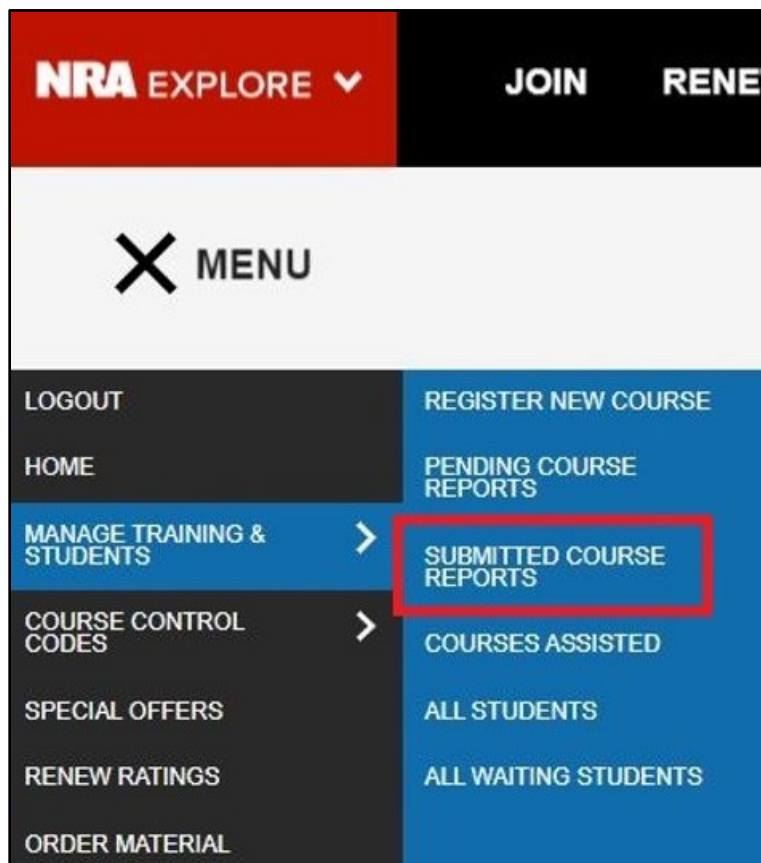 NRA EXPLORE
JOIN
MENU
LOGOUT
HOME
MANAGE TRAINING &
STUDENTS
COURSE CONTROL
CODES
SPECIAL OFFERS
RENEW RATINGS
ORDER MATERIAL
REGISTER NEW COURSE
PENDING COURSE
REPORTS
SUBMITTED COURSE
REPORTS
COURSES ASSISTED
ALL STUDENTS
ALL WAITING STUDENTS